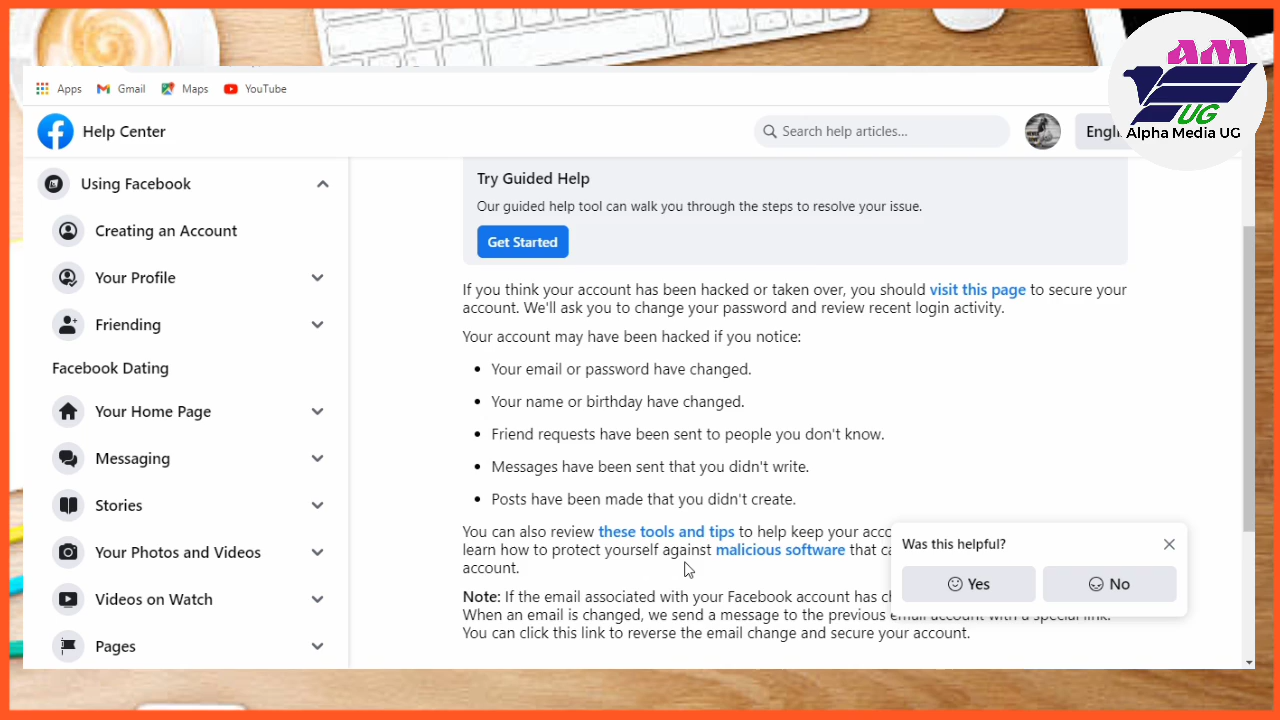 AM
UG
Alpha Media UG
Apps Gmail Maps YouTube
Help Center
Search help articles...
Using Facebook
Creating an Account
Your Profile
Friending
Facebook Dating
Your Home Page
Messaging
Stories
Your Photos and Videos
Videos on Watch
Pages
Try Guided Help
Our guided help tool can walk you through the steps to resolve your issue.
Get Started
If you think your account has been hacked or taken over, you should visit this page to secure your
account. We'll ask you to change your password and review recent login activity.
Your account may have been hacked if you notice:
Your email or password have changed.
Your name or birthday have changed.
Friend requests have been sent to people you don't know.
Messages have been sent that you didn't write.
Posts have been made that you didn't create.
You can also review these tools and tips to help keep your
learn how to protect yourself against malicious software that
account.
Note: If the email associated with your Facebook account has
When an email is changed, we send a message to the previous email account with a special link.
You can click this link to reverse the email change and secure your account.
Was this helpful?
Yes No